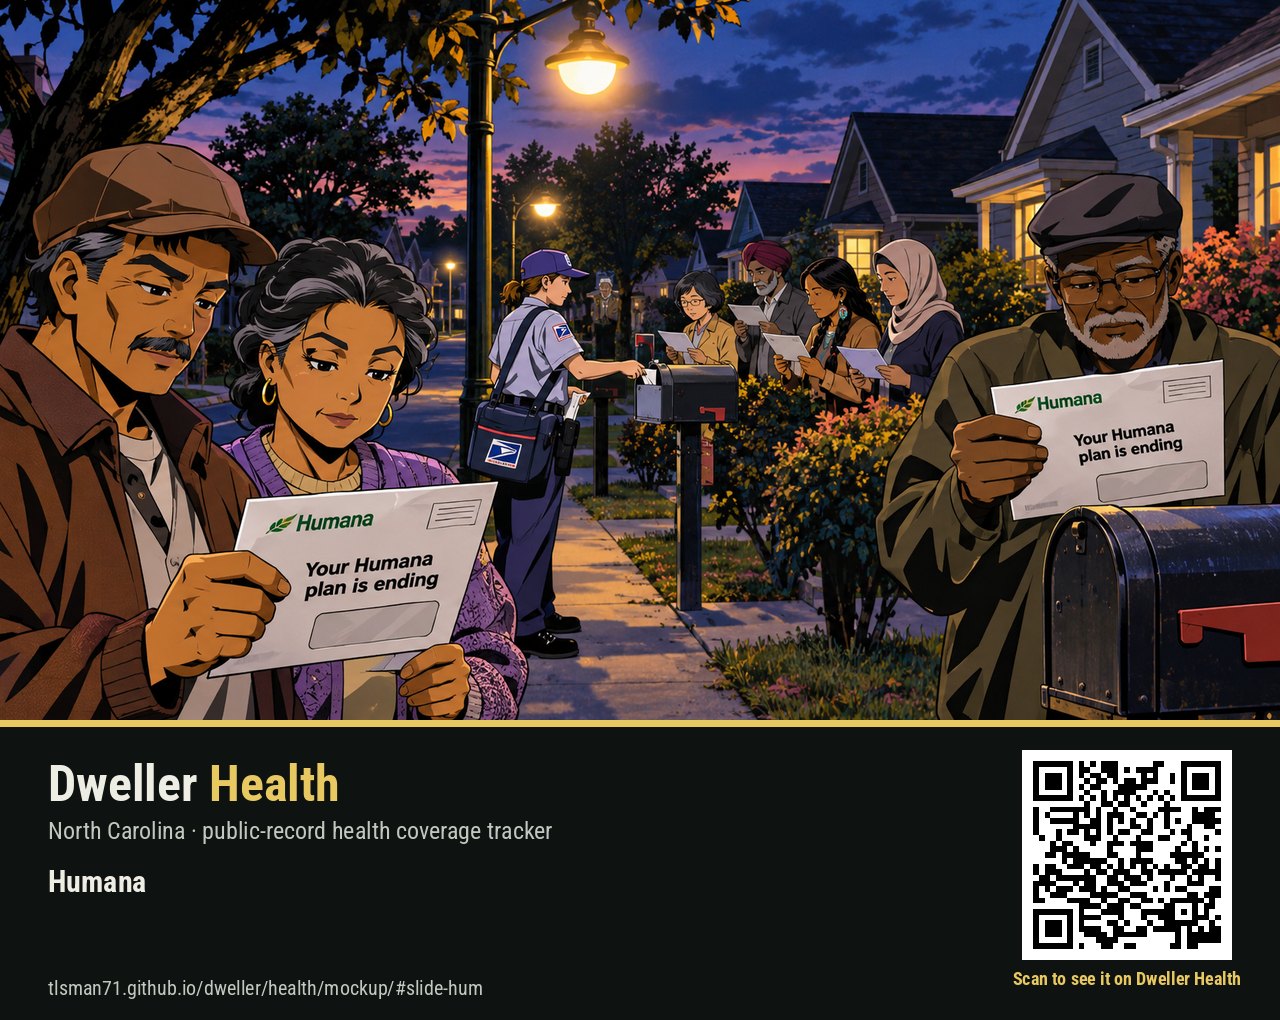 Humana
Your Humana
plan is ending
Humana
Your Humana
plan is ending
Dweller Health
North Carolina · public-record health coverage tracker
Humana
tlsman71.github.io/dweller/health/mockup/#slide-hum
Scan to see it on Dweller Health